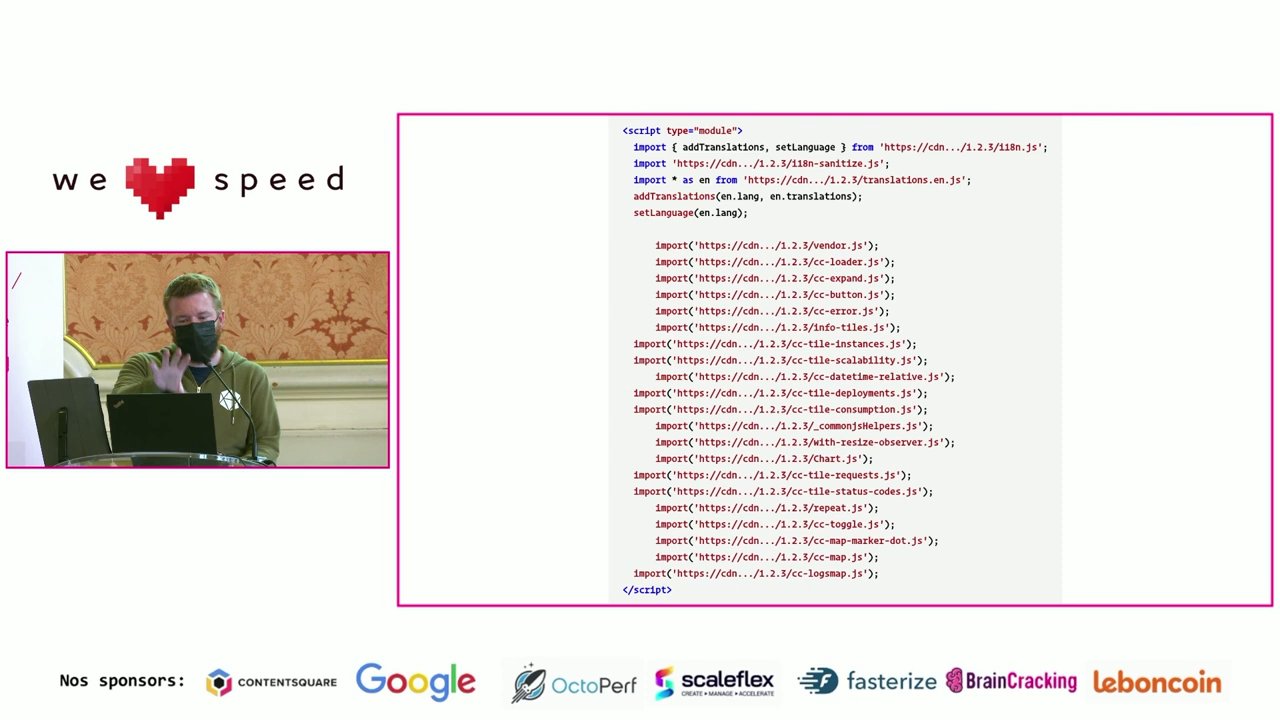 we speed
<script type="module">
import { addTranslations, setLanguage } from 'https://cdn.../1.2.3/i18n.js';
import 'https://cdn.../1.2.3/i18n-sanitize.js';
import * as en from 'https://cdn.../1.2.3/translations.en.js';
addTranslations(en.lang, en.translations);
setLanguage(en.lang);
import('https://cdn.../1.2.3/vendor.js');
import('https://cdn.../1.2.3/cc-loader.js');
import('https://cdn.../1.2.3/cc-expand.js');
import('https://cdn.../1.2.3/cc-button.js');
import('https://cdn.../1.2.3/cc-error.js');
import('https://cdn.../1.2.3/info-tiles.js');
import('https://cdn.../1.2.3/cc-tile-instances.js');
import('https://cdn.../1.2.3/cc-tile-scalability.js');
import('https://cdn.../1.2.3/cc-datetime-relative.js');
import('https://cdn.../1.2.3/cc-tile-deployments.js');
import('https://cdn.../1.2.3/cc-tile-consumption.js');
import('https://cdn.../1.2.3/_commonjsHelpers.js');
import('https://cdn.../1.2.3/with-resize-observer.js');
import('https://cdn.../1.2.3/Chart.js');
import('https://cdn.../1.2.3/cc-tile-requests.js');
import('https://cdn.../1.2.3/cc-tile-status-codes.js');
import('https://cdn.../1.2.3/repeat.js');
import('https://cdn.../1.2.3/cc-toggle.js');
import('https://cdn.../1.2.3/cc-map-marker-dot.js');
import('https://cdn.../1.2.3/cc-map.js');
import('https://cdn.../1.2.3/cc-logsmap.js');
</script>
Nos sponsors: CONTENTSQUARE Google OctoPerf scaleflex fasterize BrainCracking leboncoin
CREATE • MANAGE • ACCELERATE